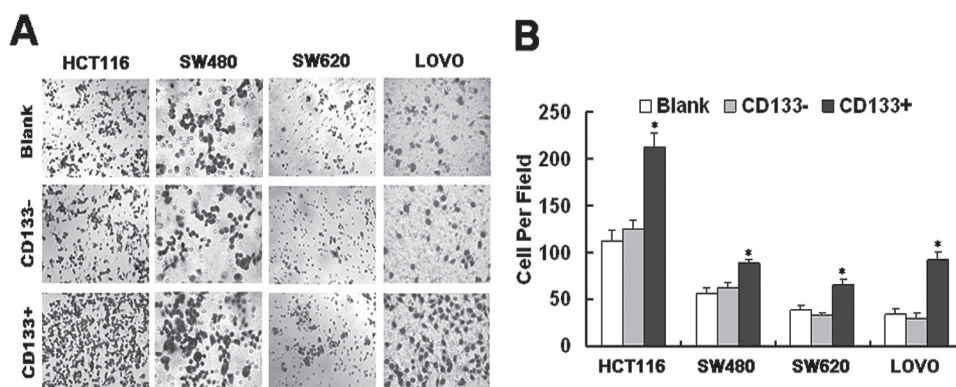 A
HCT116 SW480 SW620 LOVO
Blank
CD133-
CD133+
B
Blank CD133- CD133+
Cell Per Field
250
200
150
100
50
0
* * * *
HCT116 SW480 SW620 LOVO